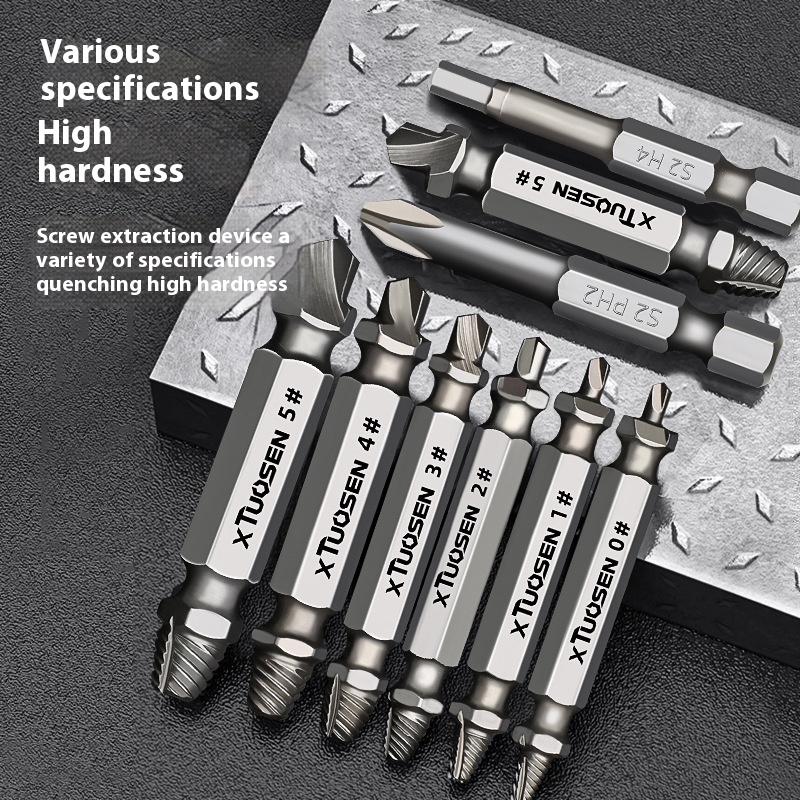 Various
specifications
High
hardness
Screw extraction device a
variety of specifications
quenching high hardness
S2 H4
xTUOSEN 5#
S2 PH2
xTUOSEN 5#
xTUOSEN 4#
xTUOSEN 3#
xTUOSEN 2#
xTUOSEN 1#
xTUOSEN 0#